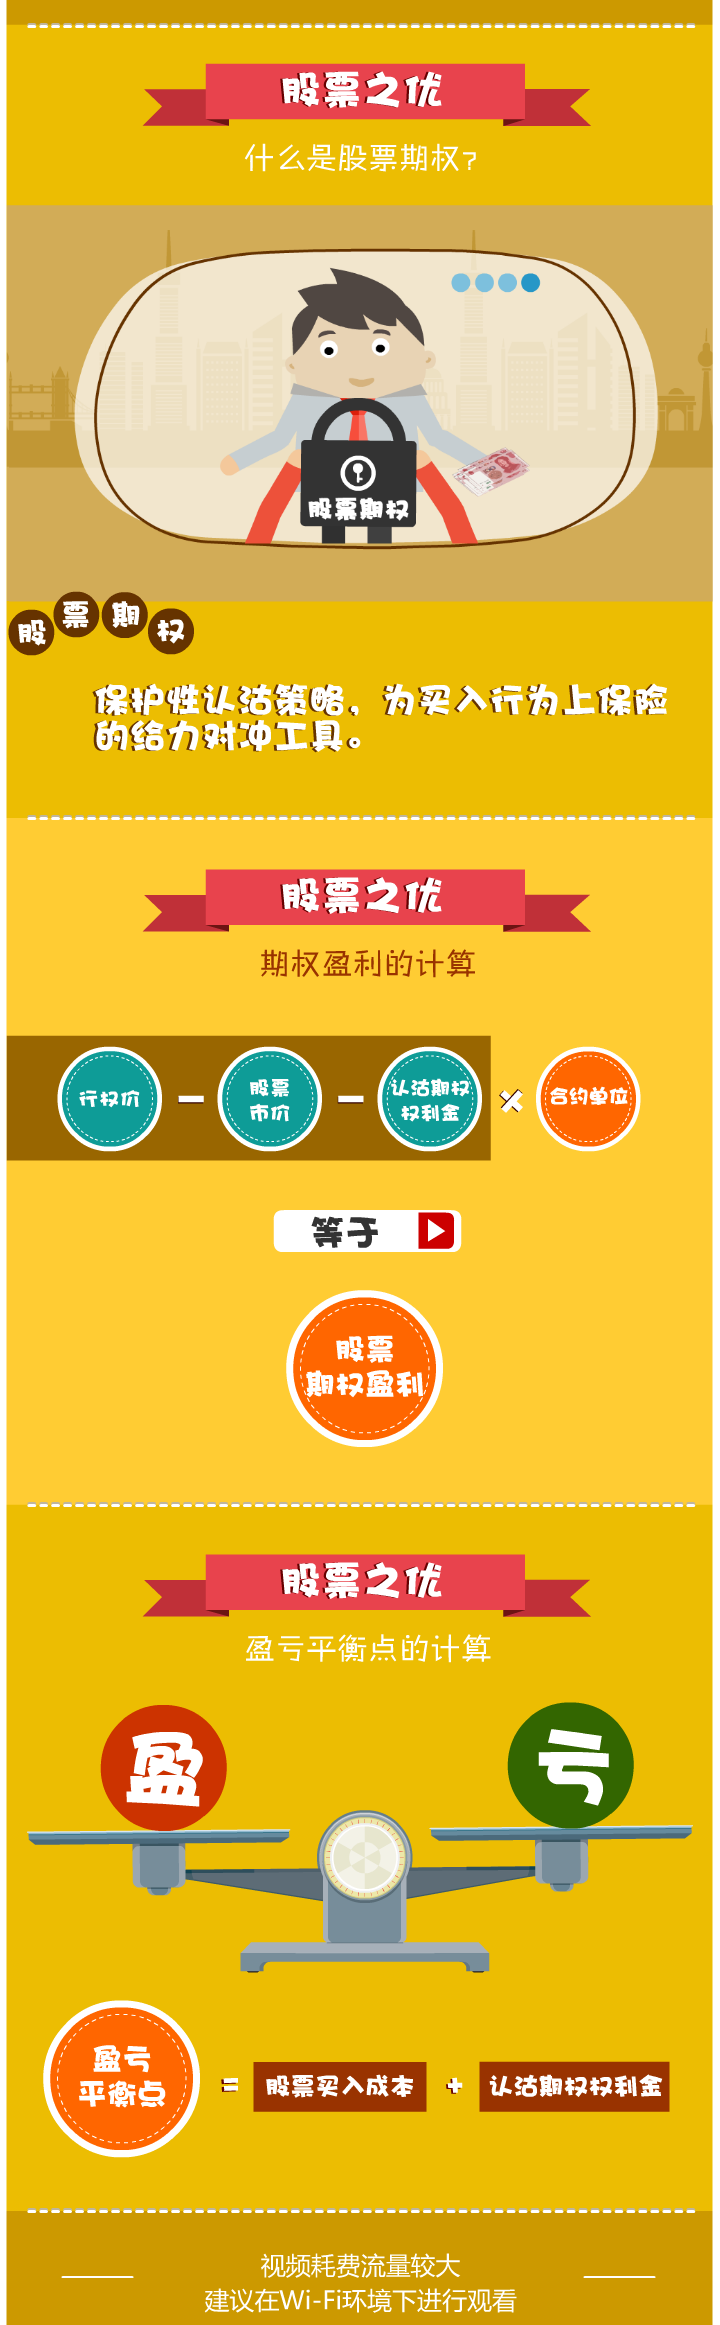 股票之优
什么是股票期权?
股票期权
股票期权
保护性认沽策略，为买入行为上保险
的给力对冲工具。
股票之优
期权盈利的计算
行权价
-
股票
市价
-
认沽期权
权利金
×
合约单位
等于
股票
期权盈利
股票之优
盈亏平衡点的计算
盈
亏
盈亏
平衡点
=
股票买入成本
+
认沽期权权利金
视频耗费流量较大
建议在Wi-Fi环境下进行观看